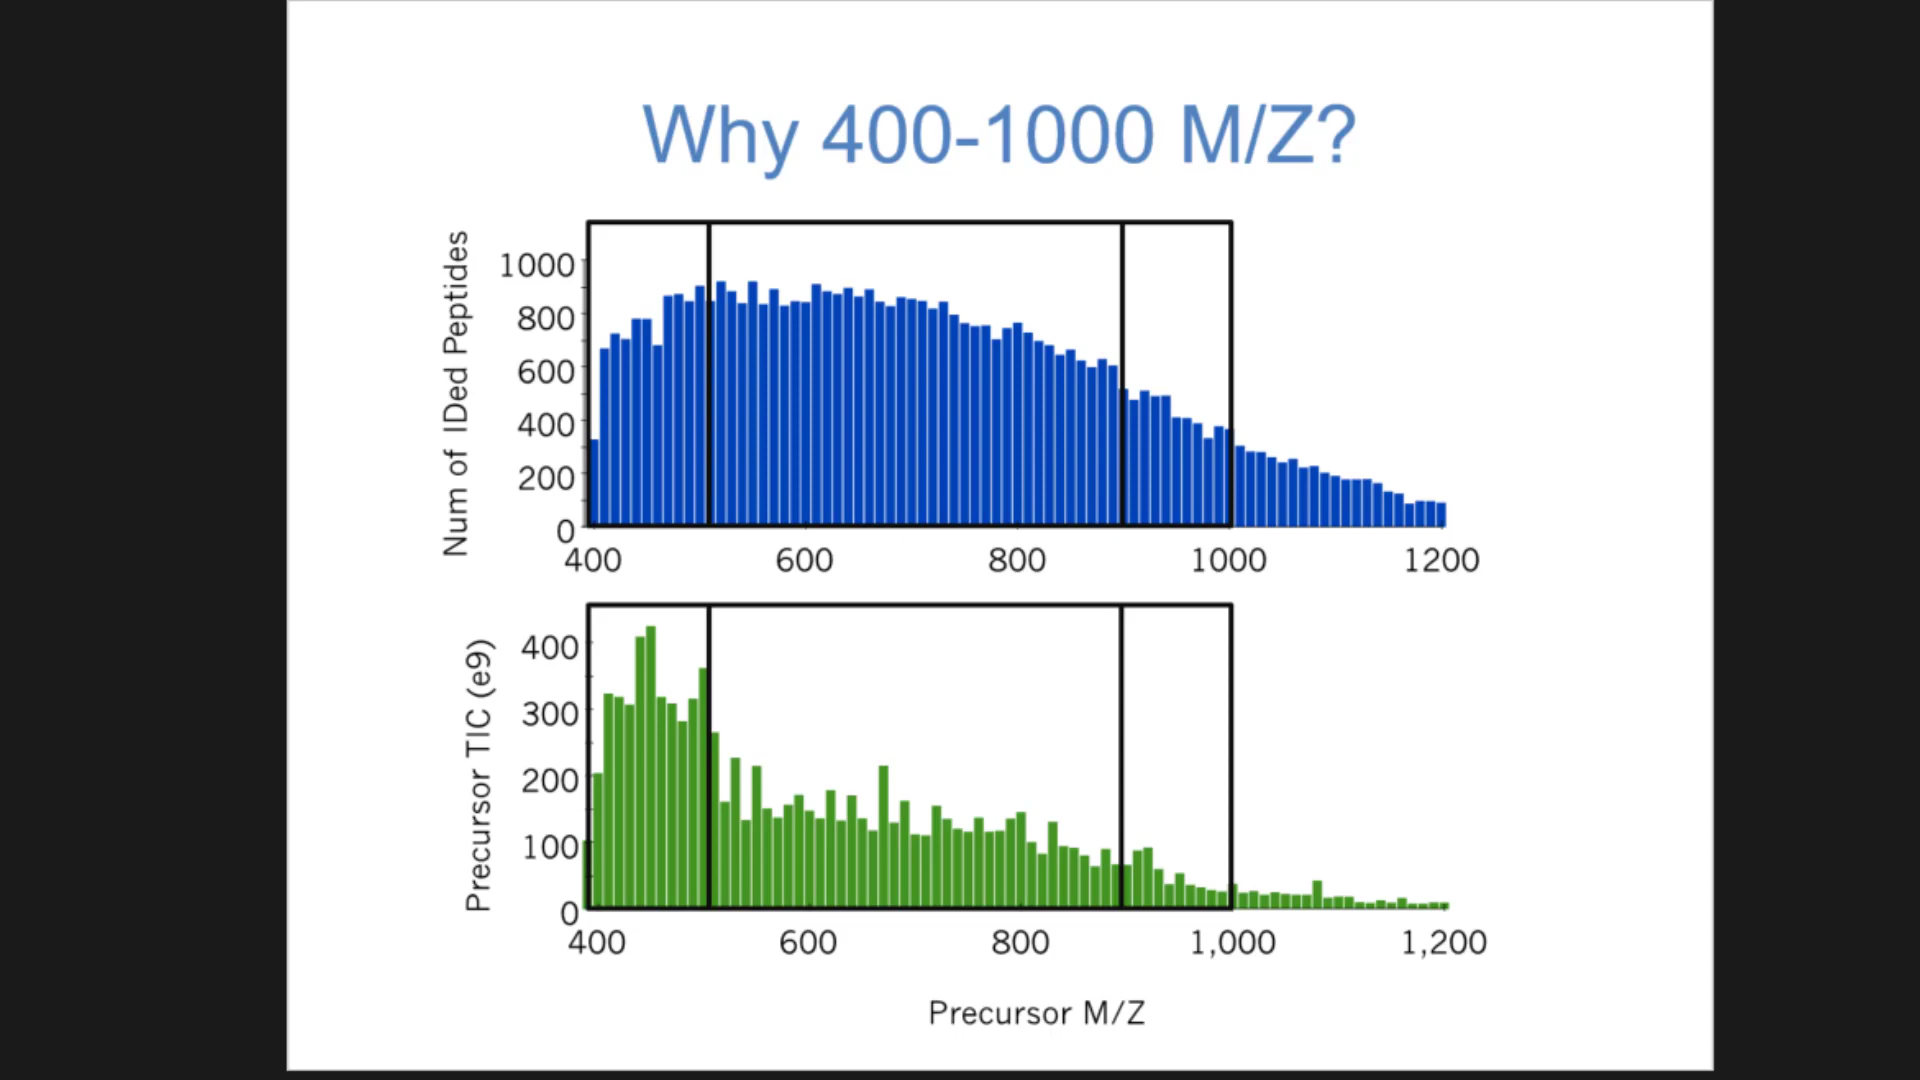 Why 400-1000 M/Z?
Num of IDed Peptides
1000
800
600
400
200
0
400 600 800 1000 1200
Precursor TIC (e9)
400
300
200
100
0
400 600 800 1,000 1,200
Precursor M/Z